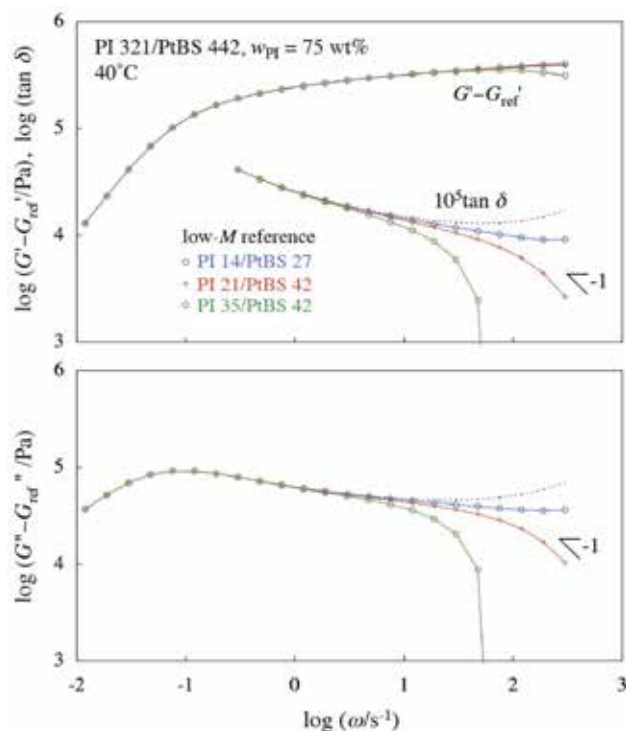 PI 321/PtBS 442, wPI = 75 wt%
40°C
G'−Gref'
10⁵tan δ
low-M reference
PI 14/PtBS 27
PI 21/PtBS 42
PI 35/PtBS 42
-1
log (G'−Gref'/Pa), log (tan δ)
6
5
4
3
-1
log (G"−Gref"/Pa)
6
5
4
3
-2
-1
0
1
2
3
log (ω/s⁻¹)